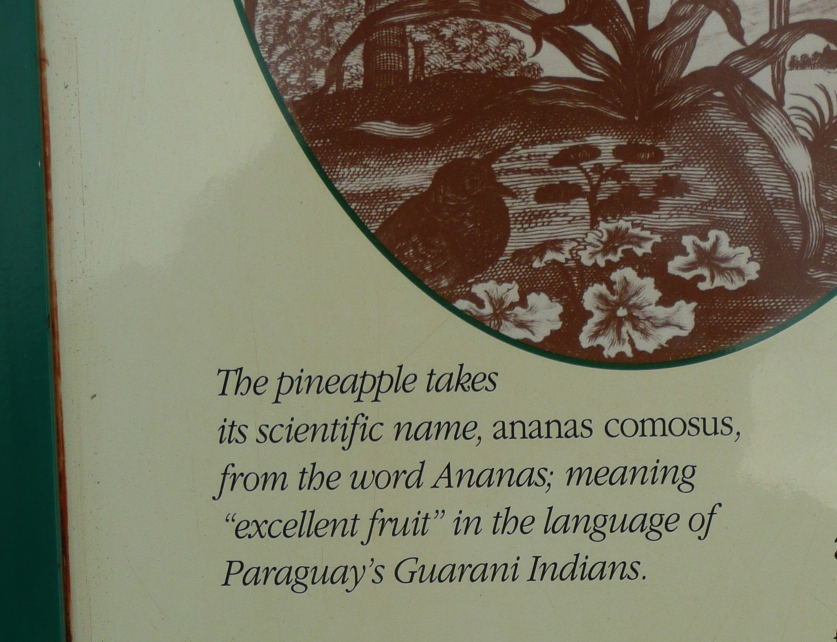 The pineapple takes
its scientific name, ananas comosus,
from the word Ananas; meaning
“excellent fruit” in the language of
Paraguay’s Guarani Indians.